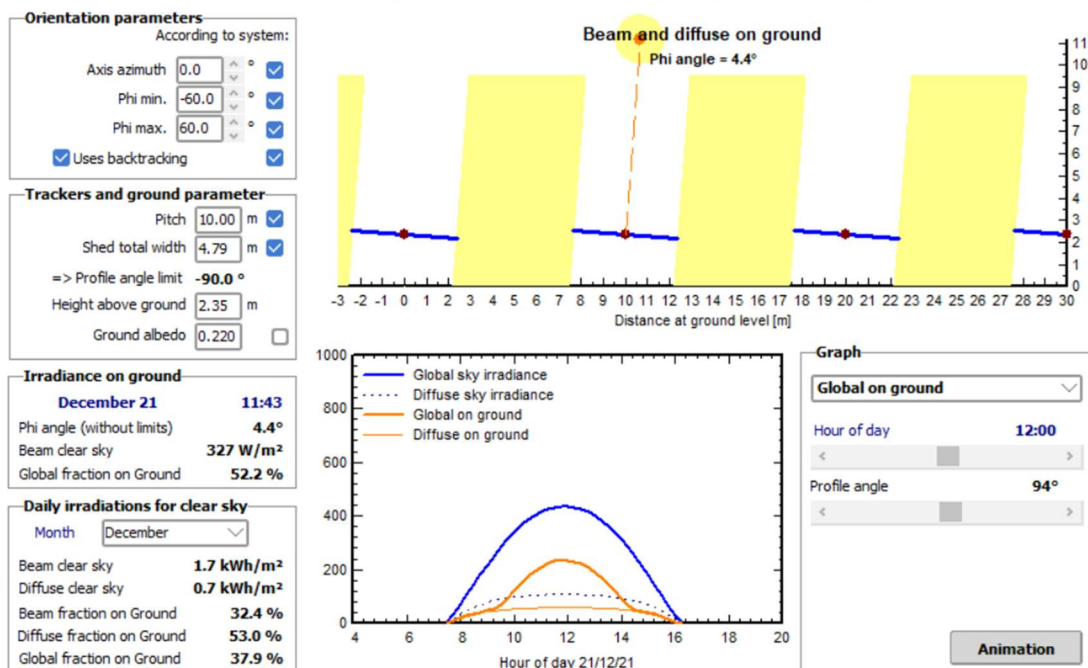 Orientation parameters
According to system:
Axis azimuth 0.0 °
Phi min. -60.0 °
Phi max. 60.0 °
Uses backtracking
Trackers and ground parameter
Pitch 10.00 m
Shed total width 4.79 m
=> Profile angle limit -90.0 °
Height above ground 2.35 m
Ground albedo 0.220
Irradiance on ground
December 21 11:43
Phi angle (without limits) 4.4°
Beam clear sky 327 W/m²
Global fraction on Ground 52.2 %
Daily irradiations for clear sky
Month December
Beam clear sky 1.7 kWh/m²
Diffuse clear sky 0.7 kWh/m²
Beam fraction on Ground 32.4 %
Diffuse fraction on Ground 53.0 %
Global fraction on Ground 37.9 %
Beam and diffuse on ground
Phi angle = 4.4°
11
10
9
8
7
6
5
4
3
2
1
0
-3 -2 -1 0 1 2 3 4 5 6 7 8 9 10 11 12 13 14 15 16 17 18 19 20 21 22 23 24 25 26 27 28 29 30
Distance at ground level [m]
1000
800
600
400
200
0
Global sky irradiance
Diffuse sky irradiance
Global on ground
Diffuse on ground
4 6 8 10 12 14 16 18 20
Hour of day 21/12/21
Graph
Global on ground
Hour of day 12:00
Profile angle 94°
Animation